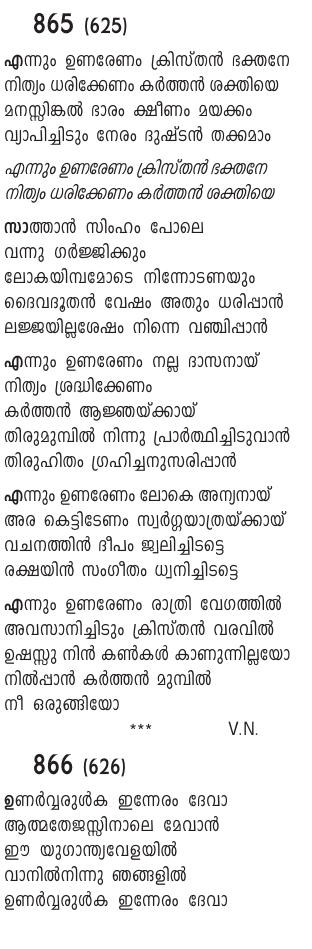 865 (625)
എന്നും ഉണരേണം ക്രിസ്തൻ ഭക്തനേ
നിത്യം ധരിക്കേണം കർത്തൻ ശക്തിയെ
മനസ്സിങ്കൽ ഭാരം ക്ഷീണം മയക്കം
വ്യാപിച്ചിടും നേരം ദുഷ്ടൻ തക്കമാം
എന്നും ഉണരേണം ക്രിസ്തൻ ഭക്തനേ
നിത്യം ധരിക്കേണം കർത്തൻ ശക്തിയെ
സാത്താൻ സിംഹം പോലെ
വന്നു ഗർജ്ജിക്കും
ലോകയിമ്പമോടെ നിന്നോടണയും
ദൈവദൂതൻ വേഷം അതും ധരിപ്പാൻ
ലജ്ജയില്ലശേഷം നിന്നെ വഞ്ചിപ്പാൻ
എന്നും ഉണരേണം നല്ല ദാസനായ്
നിത്യം ശ്രദ്ധിക്കേണം
കർത്തൻ ആജ്ഞയ്ക്കായ്
തിരുമുമ്പിൽ നിന്നു പ്രാർത്ഥിച്ചിടുവാൻ
തിരുഹിതം ഗ്രഹിച്ചനുസരിപ്പാൻ
എന്നും ഉണരേണം ലോകെ അന്യനായ്
അര കെട്ടിടേണം സ്വർഗ്ഗയാത്രയ്ക്കായ്
വചനത്തിൻ ദീപം ജ്വലിച്ചിടട്ടെ
രക്ഷയിൻ സംഗീതം ധ്വനിച്ചിടട്ടെ
എന്നും ഉണരേണം രാത്രി വേഗത്തിൽ
അവസാനിച്ചിടും ക്രിസ്തൻ വരവിൽ
ഉഷസ്സു നിൻ കൺകൾ കാണുന്നില്ലയോ
നിൽപ്പാൻ കർത്തൻ മുമ്പിൽ
നീ ഒരുങ്ങിയോ
*** V.N.
866 (626)
ഉണർവ്വരുൾക ഇന്നേരം ദേവാ
ആത്മതേജസ്സിനാലെ മേവാൻ
ഈ യുഗാന്ത്യവേളയിൽ
വാനിൽനിന്നു ഞങ്ങളിൽ
ഉണർവ്വരുൾക ഇന്നേരം ദേവാ